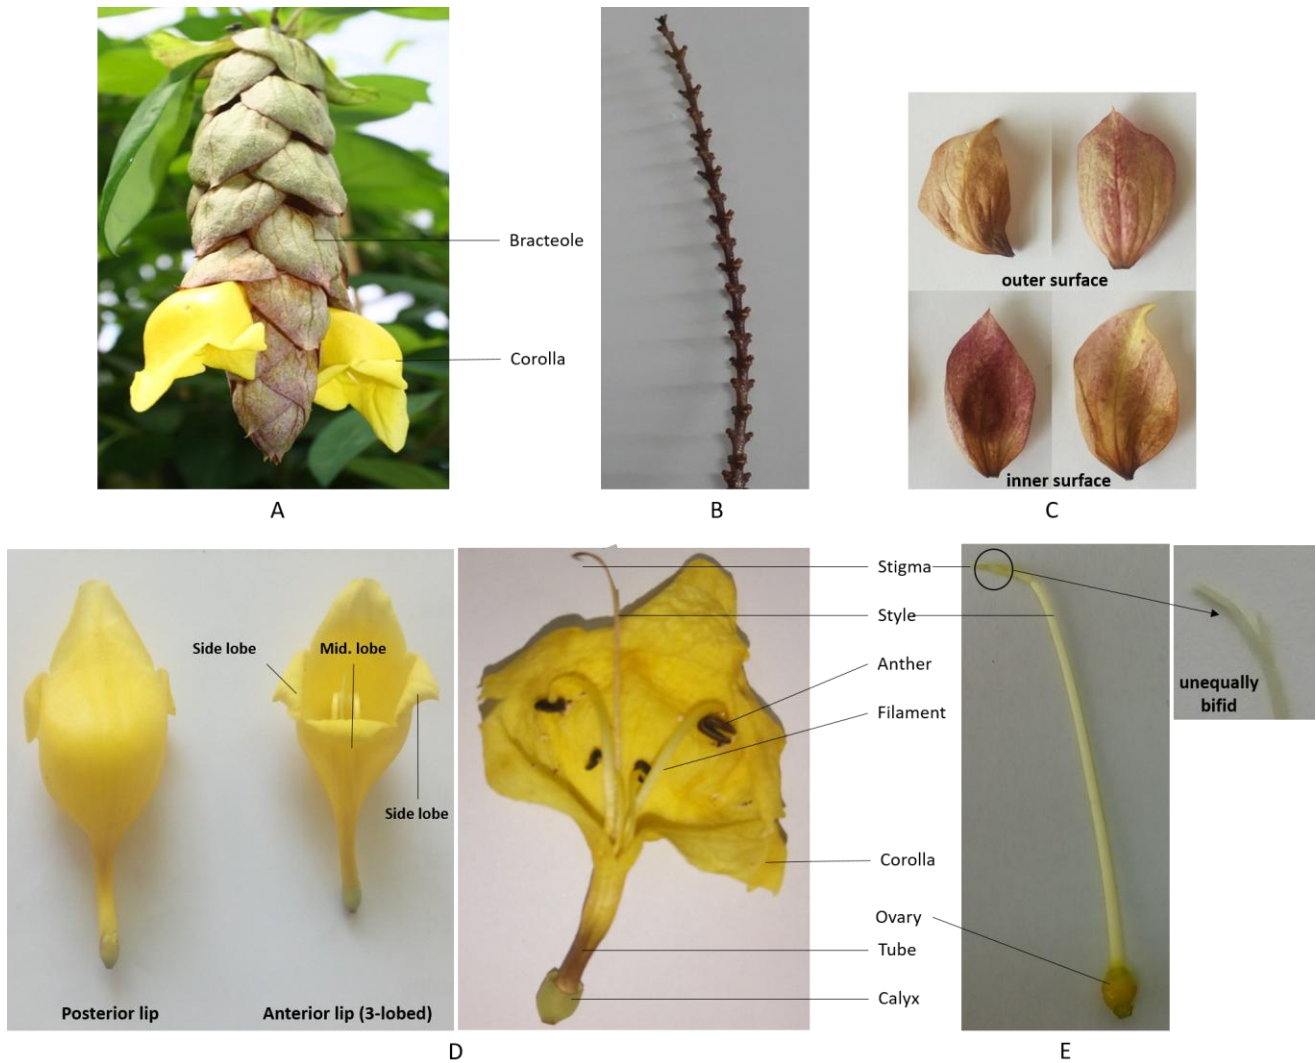 Bracteole
Corolla
outer surface
inner surface
A
B
C
Side lobe
Mid. lobe
Side lobe
Posterior lip
Anterior lip (3-lobed)
Stigma
Style
Anther
Filament
Corolla
Ovary
Tube
Calyx
unequally
bifid
D
E